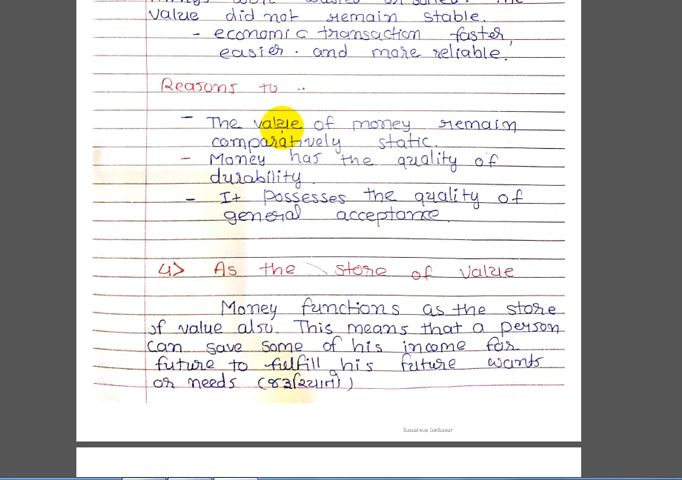 value did not remain stable.
- economic transaction faster,
easier. and more reliable.
Reasons to ..
- The value of money remain
comparatively static.
- Money has the quality of
durability.
- It Possesses the quality of
general acceptance.
4> As the store of value
Money functions as the store
of value also. This means that a person
can save some of his income for
future to fulfill his future wants
or needs